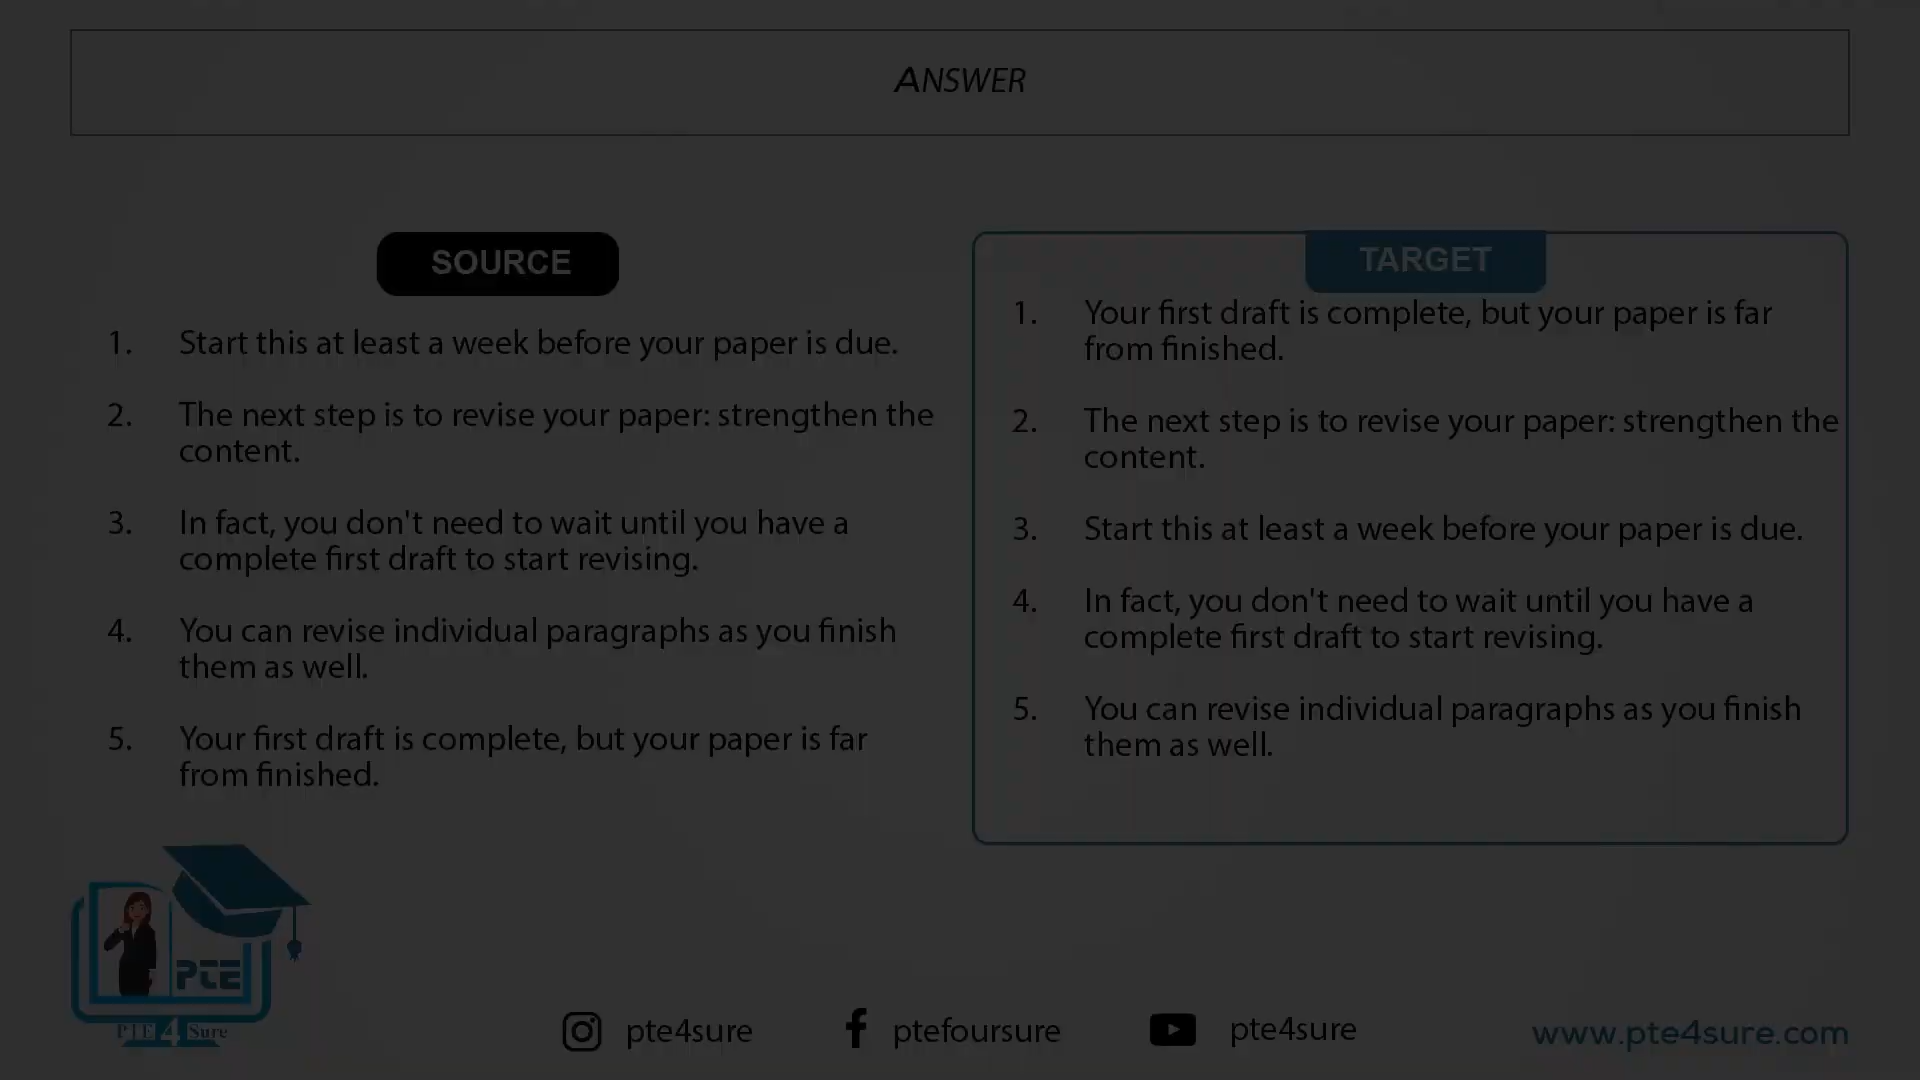 ANSWER
SOURCE
1. Start this at least a week before your paper is due.
2. The next step is to revise your paper: strengthen the
content.
3. In fact, you don't need to wait until you have a
complete first draft to start revising.
4. You can revise individual paragraphs as you finish
them as well.
5. Your first draft is complete, but your paper is far
from finished.
TARGET
1. Your first draft is complete, but your paper is far
from finished.
2. The next step is to revise your paper: strengthen the
content.
3. Start this at least a week before your paper is due.
4. In fact, you don't need to wait until you have a
complete first draft to start revising.
5. You can revise individual paragraphs as you finish
them as well.
PTE
PTE 4 Sure
pte4sure
ptefoursure
pte4sure
www.pte4sure.com